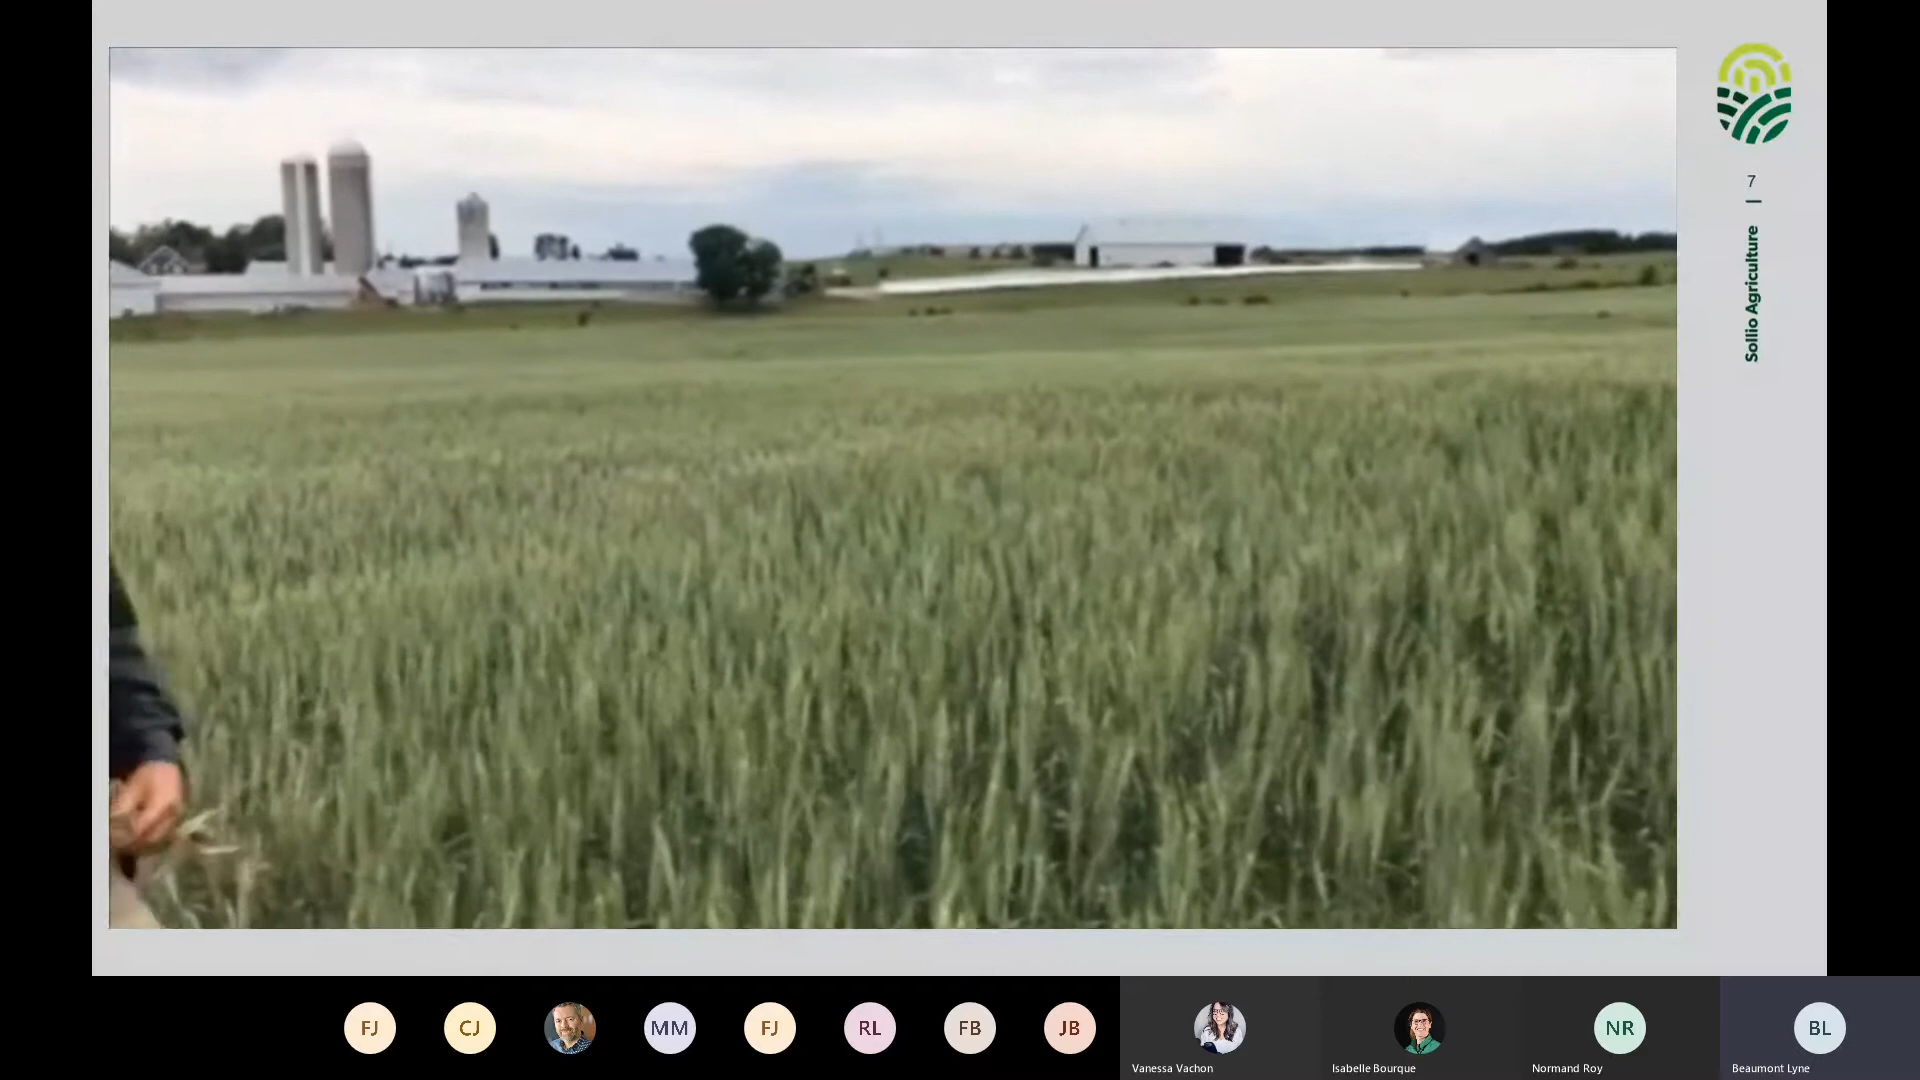 7
Sollio Agriculture
FJ
CJ
MM
FJ
RL
FB
JB
NR
BL
Vanessa Vachon
Isabelle Bourque
Normand Roy
Beaumont Lyne